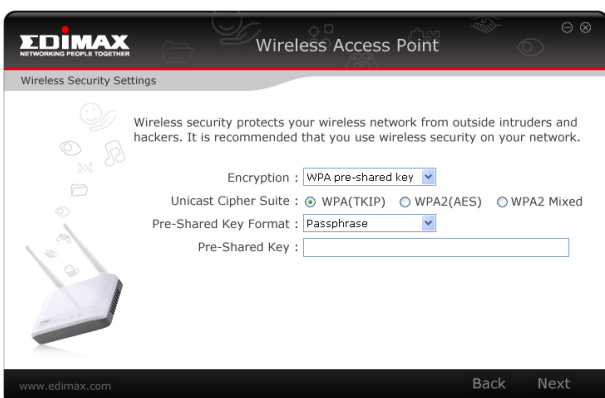 EDIMAX
NETWORKING PEOPLE TOGETHER
Wireless Access Point
Wireless Security Settings
Wireless security protects your wireless network from outside intruders and
hackers. It is recommended that you use wireless security on your network.
Encryption : WPA pre-shared key
Unicast Cipher Suite : WPA(TKIP) WPA2(AES) WPA2 Mixed
Pre-Shared Key Format : Passphrase
Pre-Shared Key :
www.edimax.com Back Next